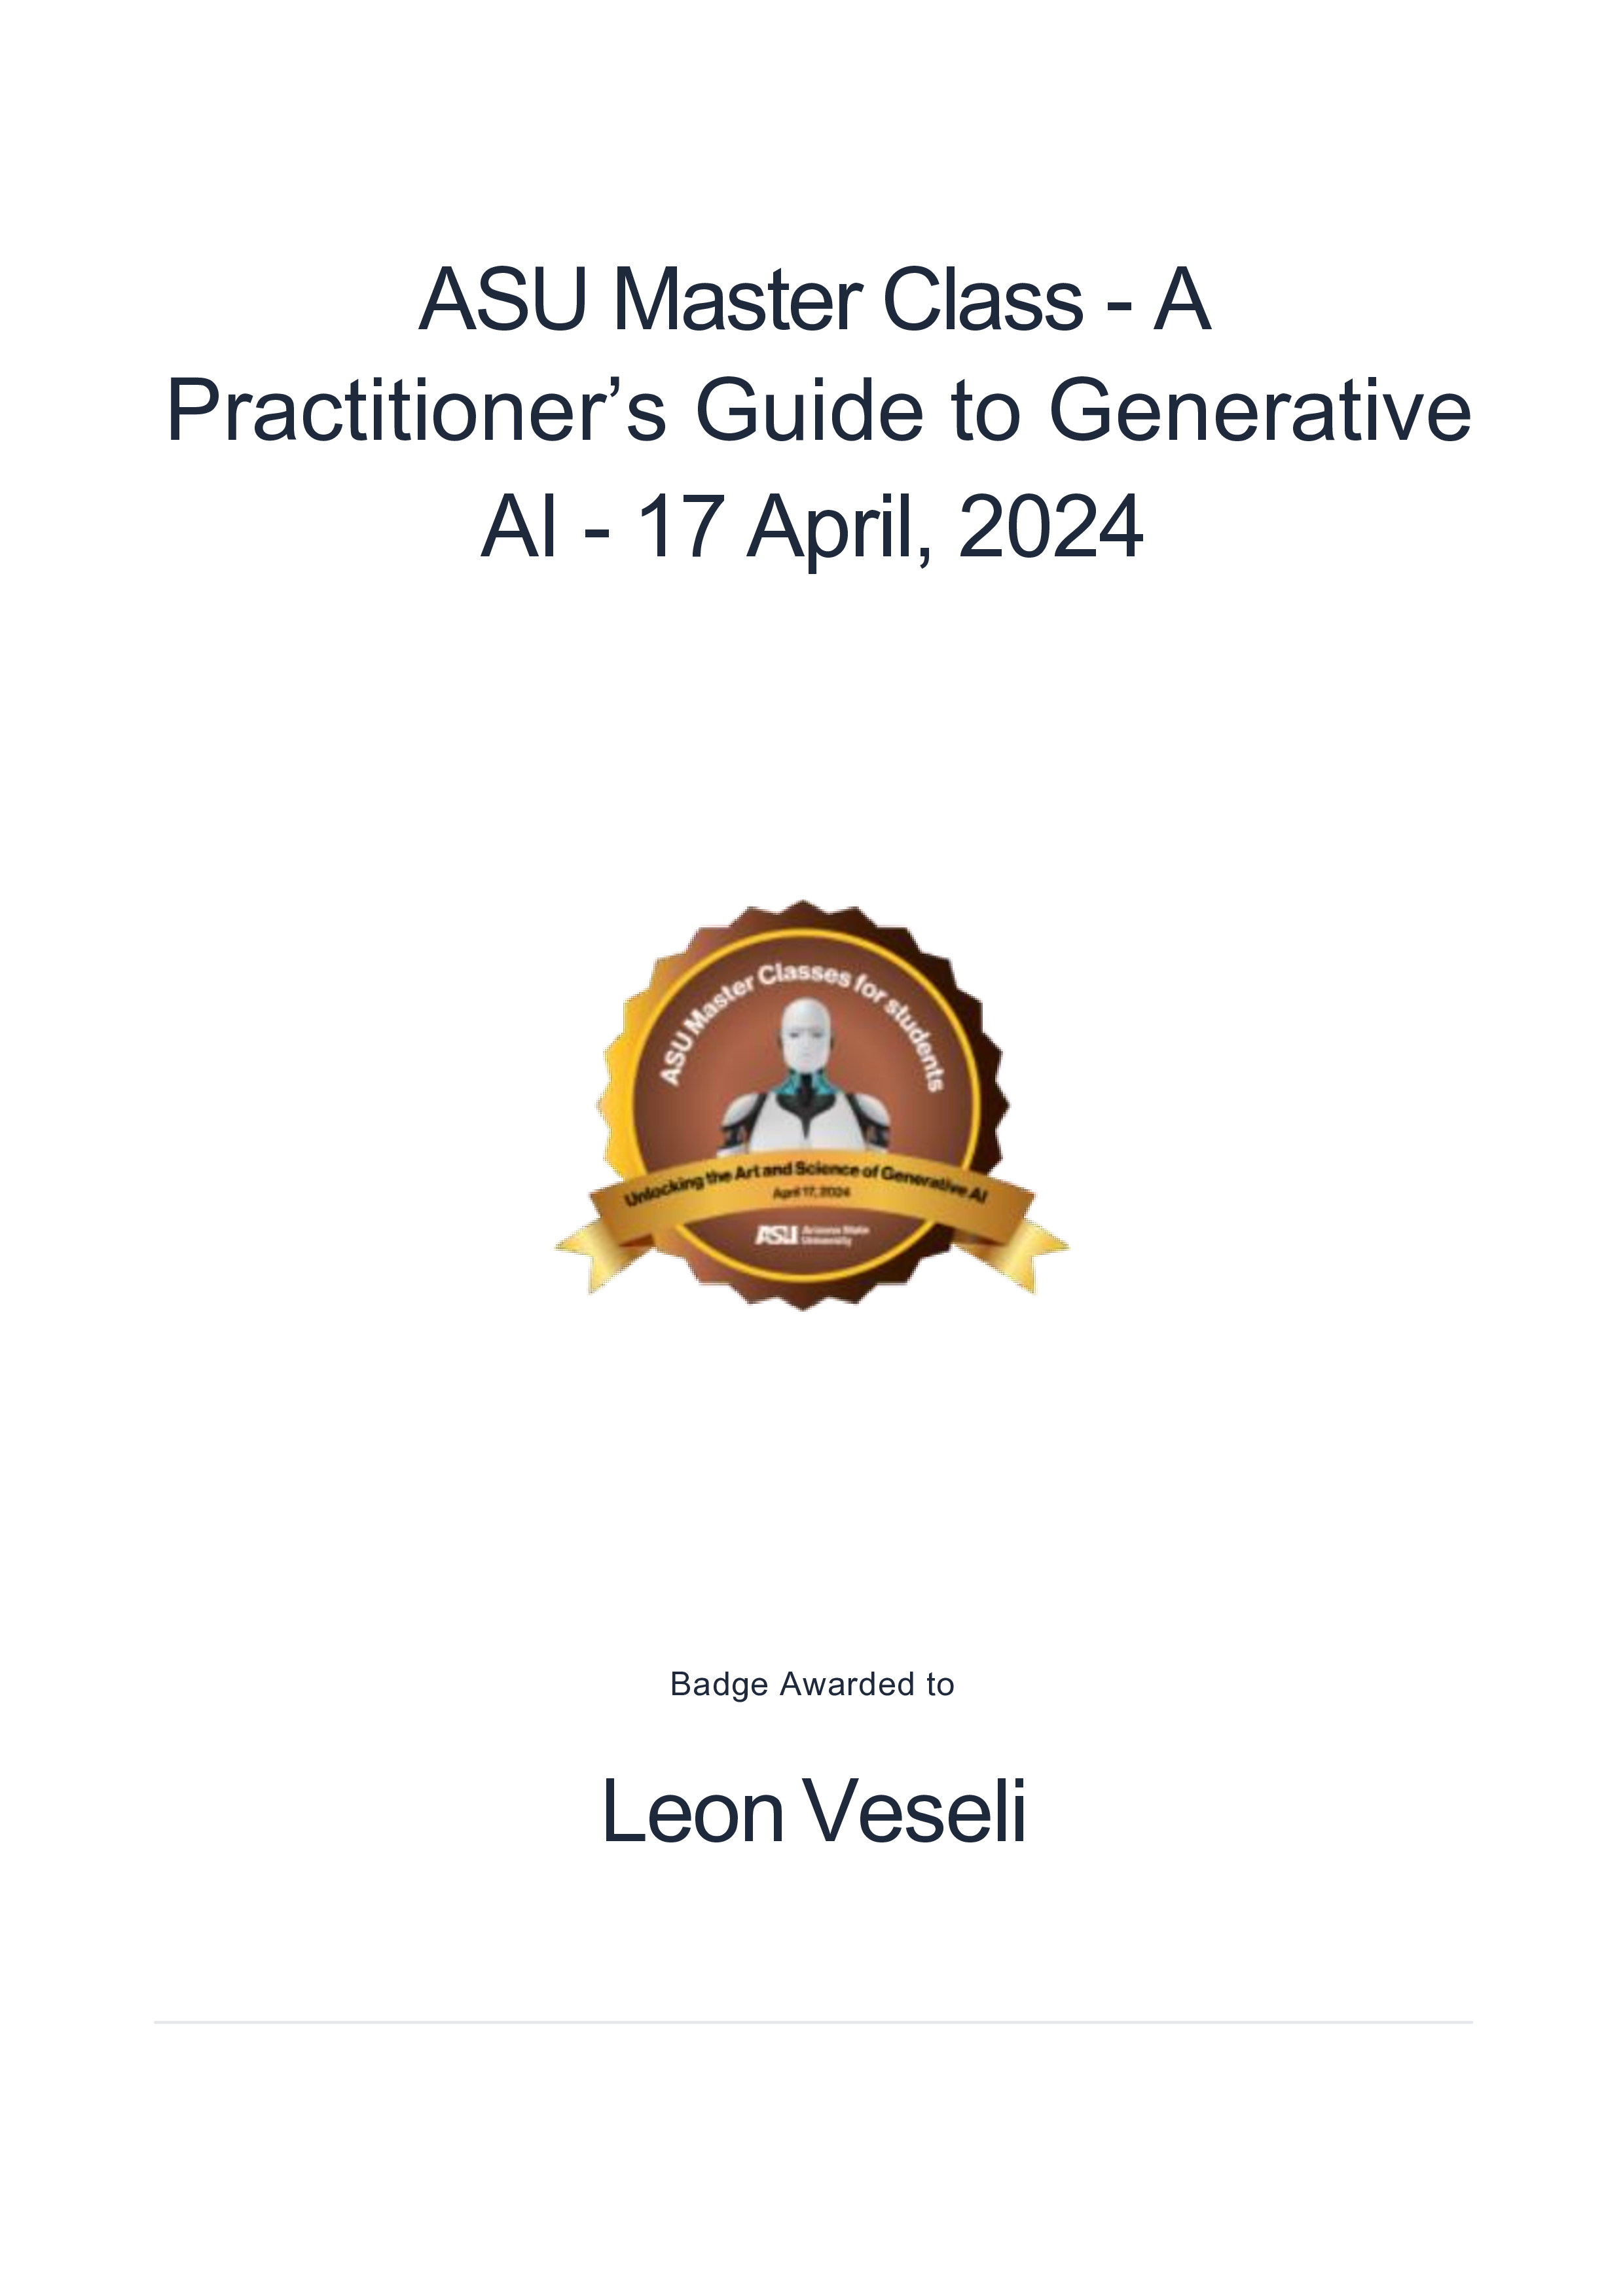 ASU Master Class - A
Practitioner’s Guide to Generative
AI - 17 April, 2024
ASU Master Classes for students
Unlocking the Art and Science of Generative AI
April 17, 2024
ASU Arizona State
University
Badge Awarded to
Leon Veseli